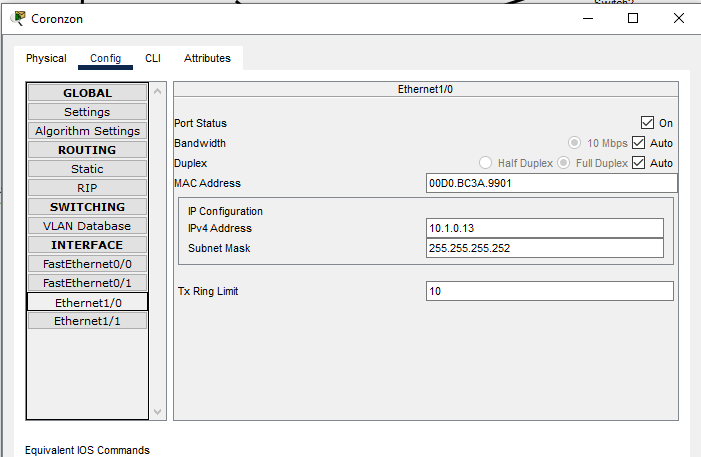 Switch2
Coronzon
Physical Config CLI Attributes
GLOBAL
Settings
Algorithm Settings
ROUTING
Static
RIP
SWITCHING
VLAN Database
INTERFACE
FastEthernet0/0
FastEthernet0/1
Ethernet1/0
Ethernet1/1
Ethernet1/0
Port Status On
Bandwidth 10 Mbps Auto
Duplex Half Duplex Full Duplex Auto
MAC Address 00D0.BC3A.9901
IP Configuration
IPv4 Address 10.1.0.13
Subnet Mask 255.255.255.252
Tx Ring Limit 10
Equivalent IOS Commands